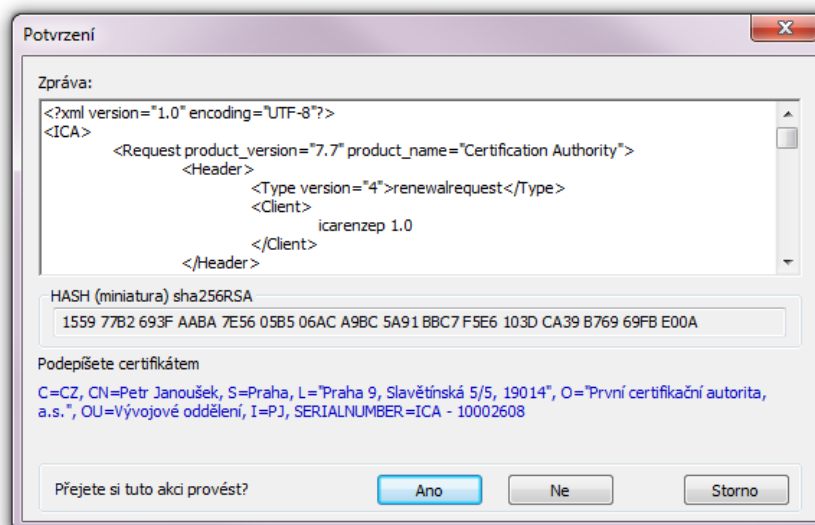 Potvrzení
Zpráva:
<?xml version="1.0" encoding="UTF-8"?>
<ICA>
<Request product_version="7.7" product_name="Certification Authority">
<Header>
<Type version="4">renewalrequest</Type>
<Client>
icarenzep 1.0
</Client>
</Header>
HASH (miniatura) sha256RSA
1559 77B2 693F AABA 7E56 05B5 06AC A9BC 5A91 BBC7 F5E6 103D CA39 B769 69FB E00A
Podepíšete certifikátem
C=CZ, CN=Petr Janoušek, S=Praha, L="Praha 9, Slavětínská 5/5, 19014", O="První certifikační autorita,
a.s.", OU=Vývojové oddělení, I=PJ, SERIALNUMBER=ICA - 10002608
Přejete si tuto akci provést?
Ano
Ne
Storno